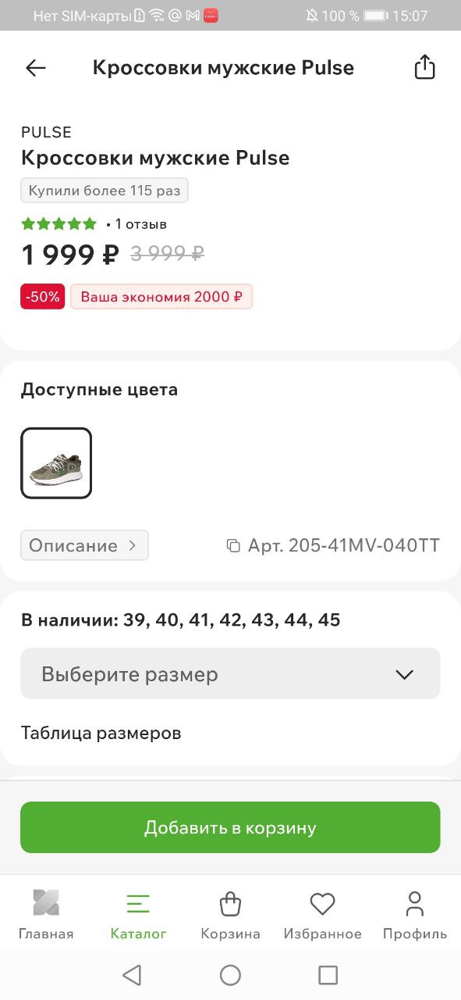 Нет SIM-карты 100 % 15:07
Кроссовки мужские Pulse
PULSE
Кроссовки мужские Pulse
Купили более 115 раз
• 1 отзыв
1 999 ₽ 3 999 ₽
-50% Ваша экономия 2000 ₽
Доступные цвета
Описание > Арт. 205-41MV-040TT
В наличии: 39, 40, 41, 42, 43, 44, 45
Выберите размер
Таблица размеров
Добавить в корзину
Главная Каталог Корзина Избранное Профиль